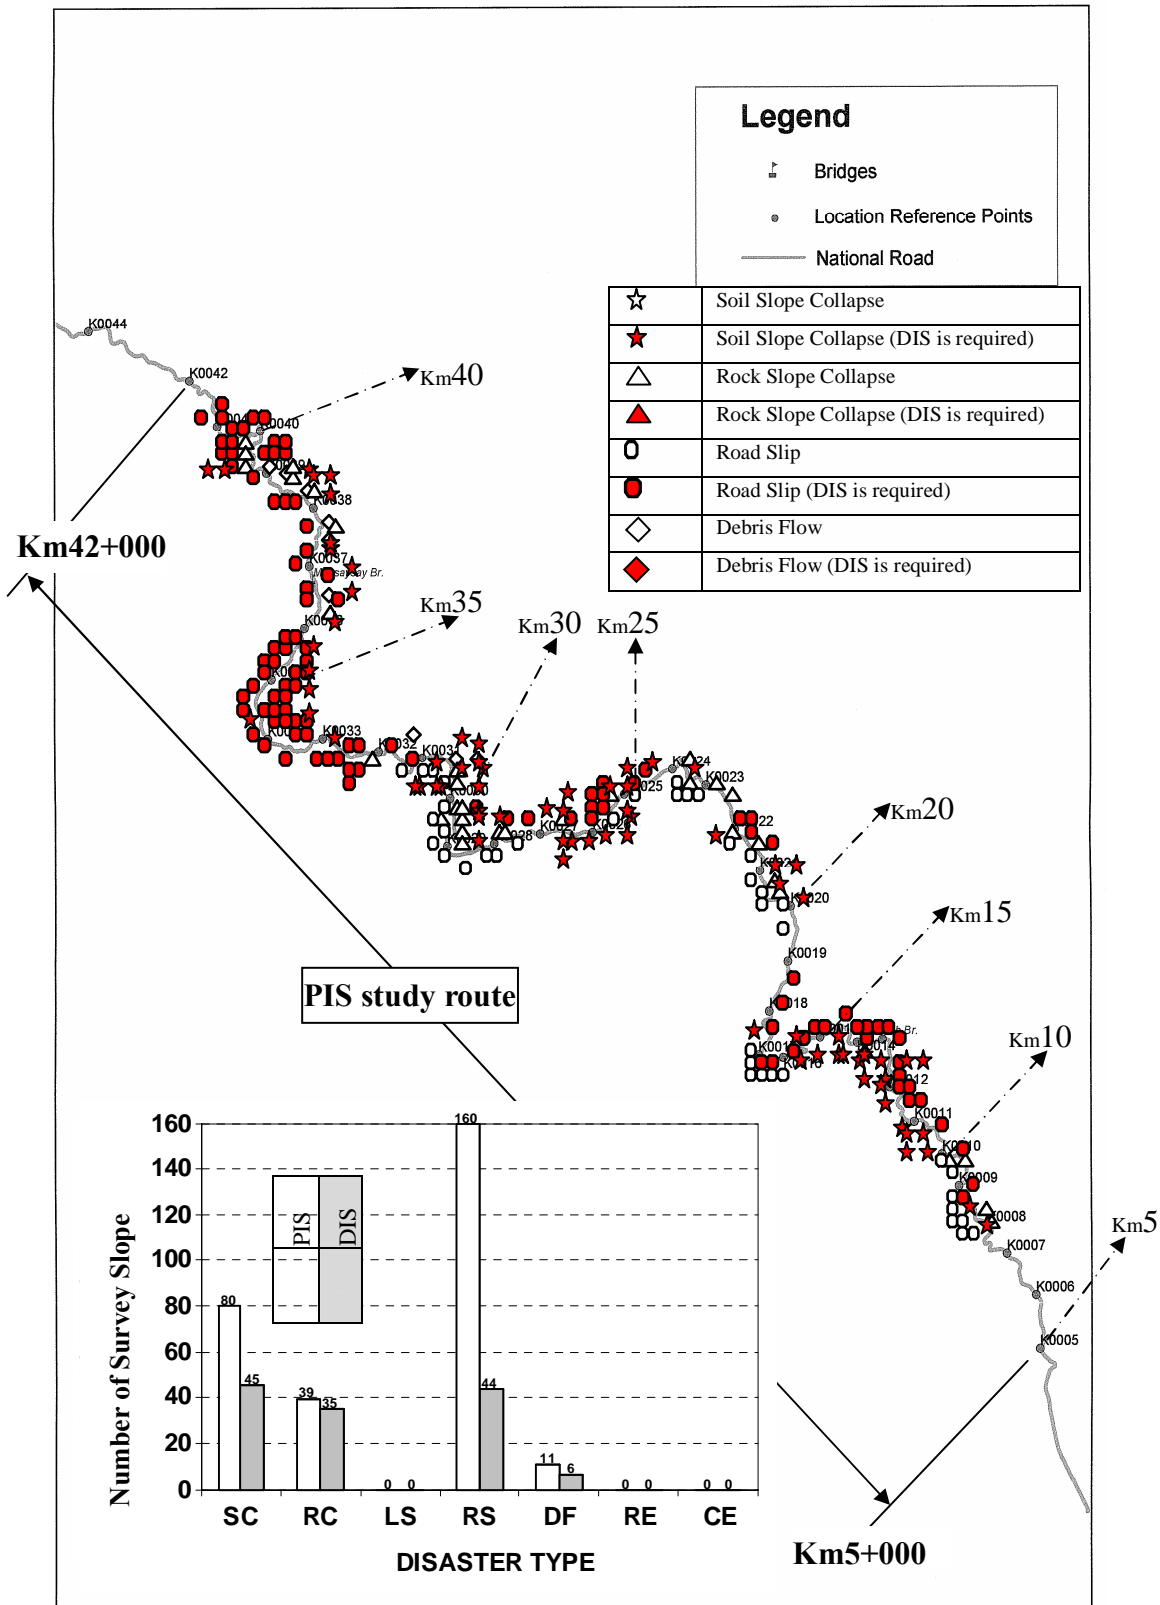 Legend
Bridges
Location Reference Points
National Road
Soil Slope Collapse
Soil Slope Collapse (DIS is required)
Rock Slope Collapse
Rock Slope Collapse (DIS is required)
Road Slip
Road Slip (DIS is required)
Debris Flow
Debris Flow (DIS is required)
K0044
K0042
Km40
K0040
K0038
Km42+000
K0037
Br.
Km35
Km30
Km25
K0033
K0032
K0031
K0024
K0025
K0023
Km20
K0020
Km15
K0019
PIS study route
Br.
Km10
K0011
K0009
K0008
Km5
K0007
K0006
K0005
Km5+000
Number of Survey Slope
160
140
120
100
80
60
40
20
0
PIS
DIS
80
45
39
35
0
0
160
44
11
6
0
0
0
0
SC
RC
LS
RS
DF
RE
CE
DISASTER TYPE